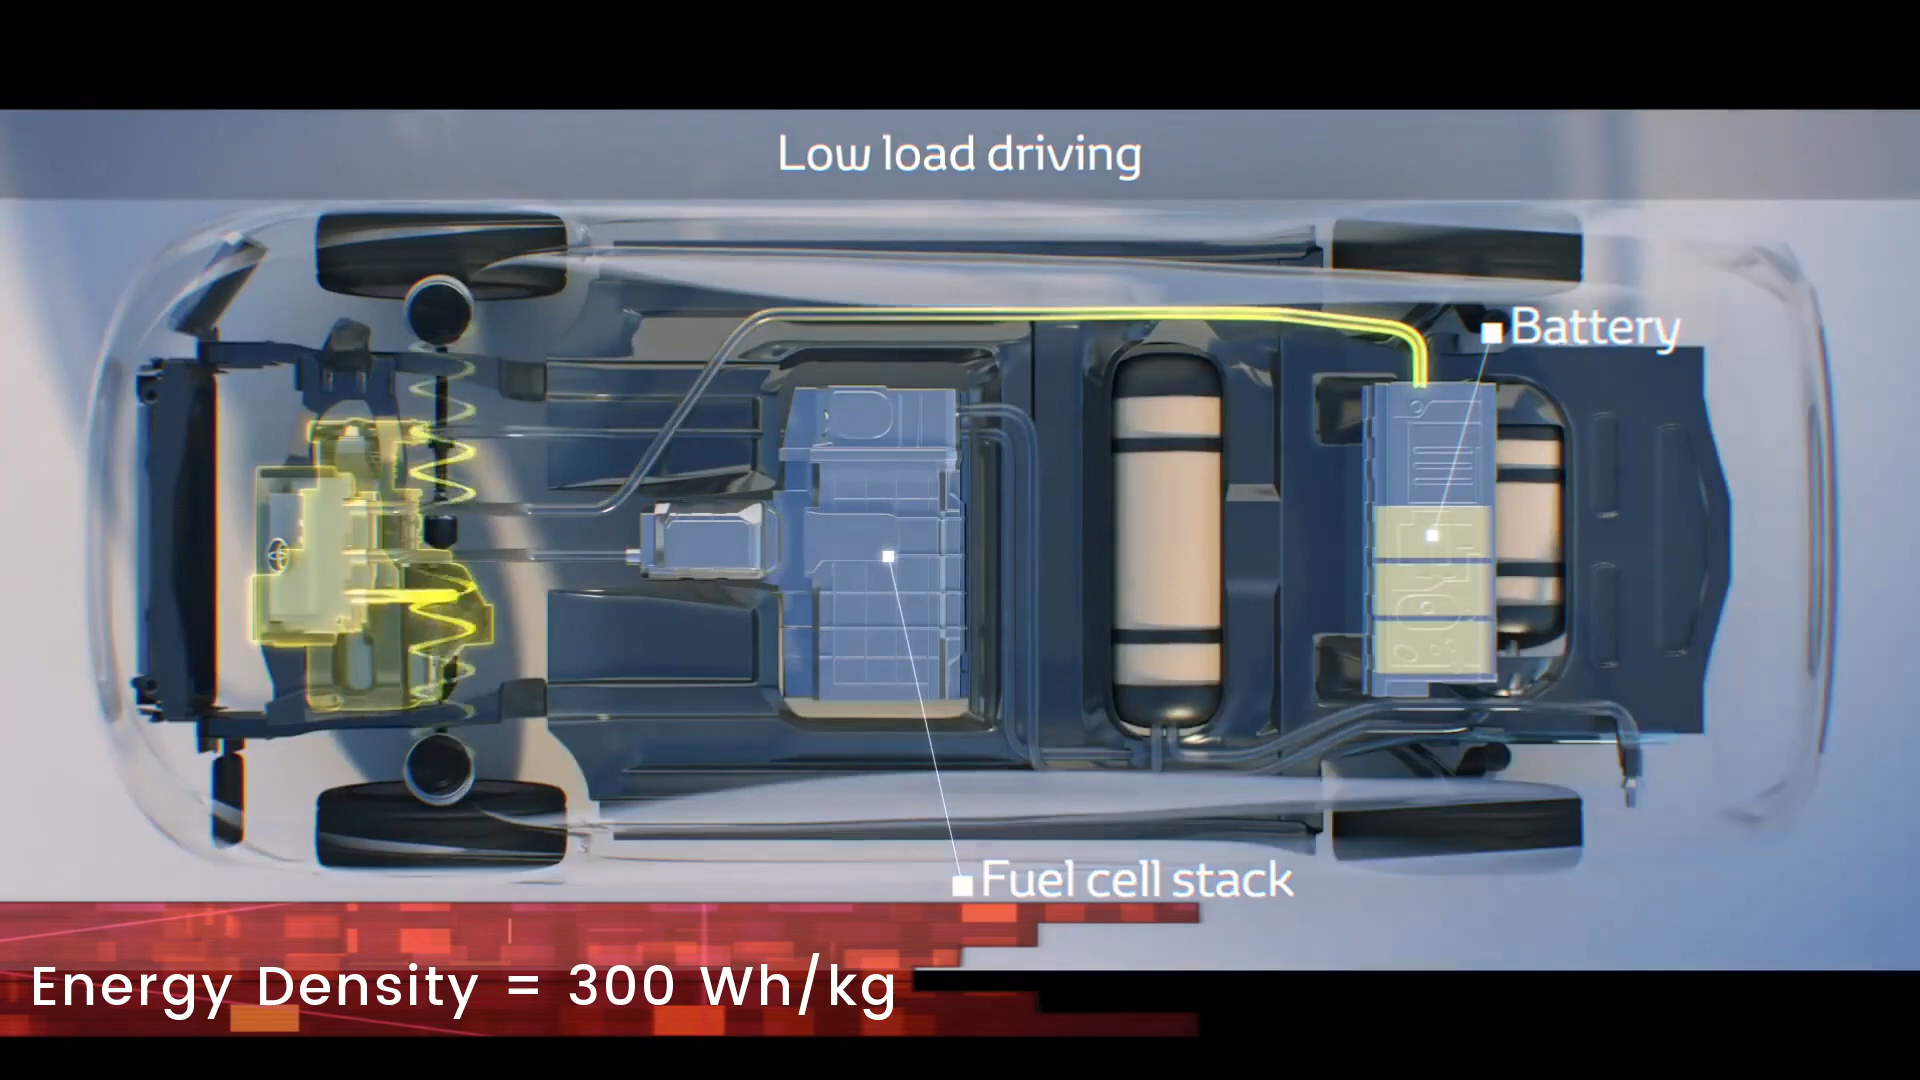 Low load driving
Battery
Fuel cell stack
Energy Density = 300 Wh/kg